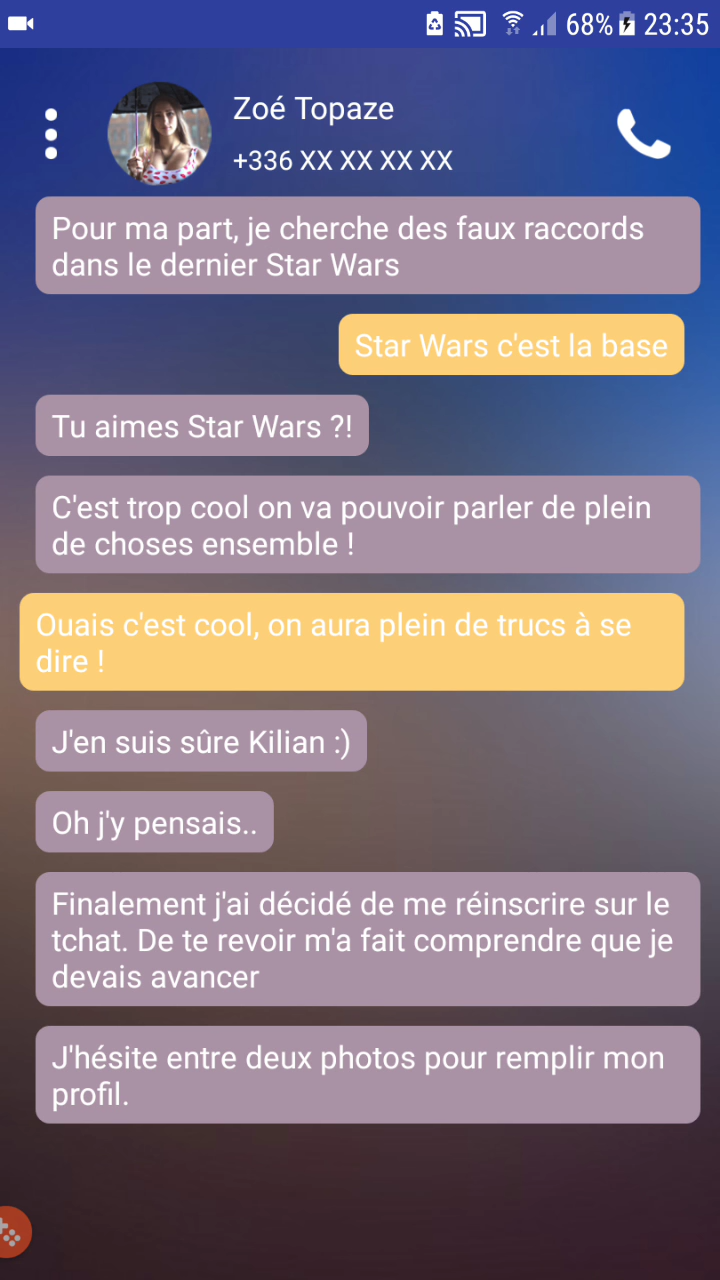 68% 23:35
Zoé Topaze
+336 XX XX XX XX
Pour ma part, je cherche des faux raccords
dans le dernier Star Wars
Star Wars c'est la base
Tu aimes Star Wars ?!
C'est trop cool on va pouvoir parler de plein
de choses ensemble !
Ouais c'est cool, on aura plein de trucs à se
dire !
J'en suis sûre Kilian :)
Oh j'y pensais..
Finalement j'ai décidé de me réinscrire sur le
tchat. De te revoir m'a fait comprendre que je
devais avancer
J'hésite entre deux photos pour remplir mon
profil.